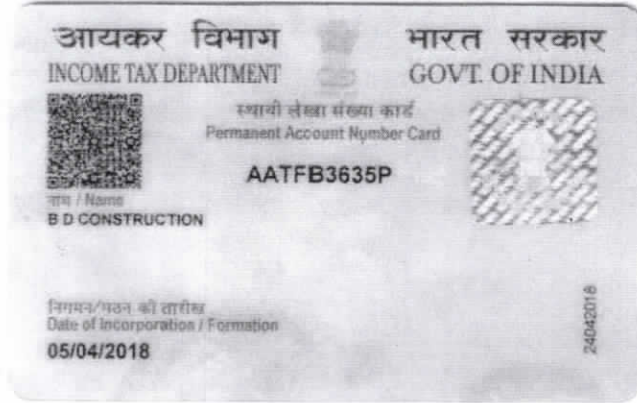 आयकर विभाग
भारत सरकार
INCOME TAX DEPARTMENT
GOVT. OF INDIA
स्थायी लेखा संख्या कार्ड
Permanent Account Number Card
AATFB3635P
नाम / Name
B D CONSTRUCTION
निगमन/गठन की तारीख
Date of Incorporation / Formation
05/04/2018
24042018